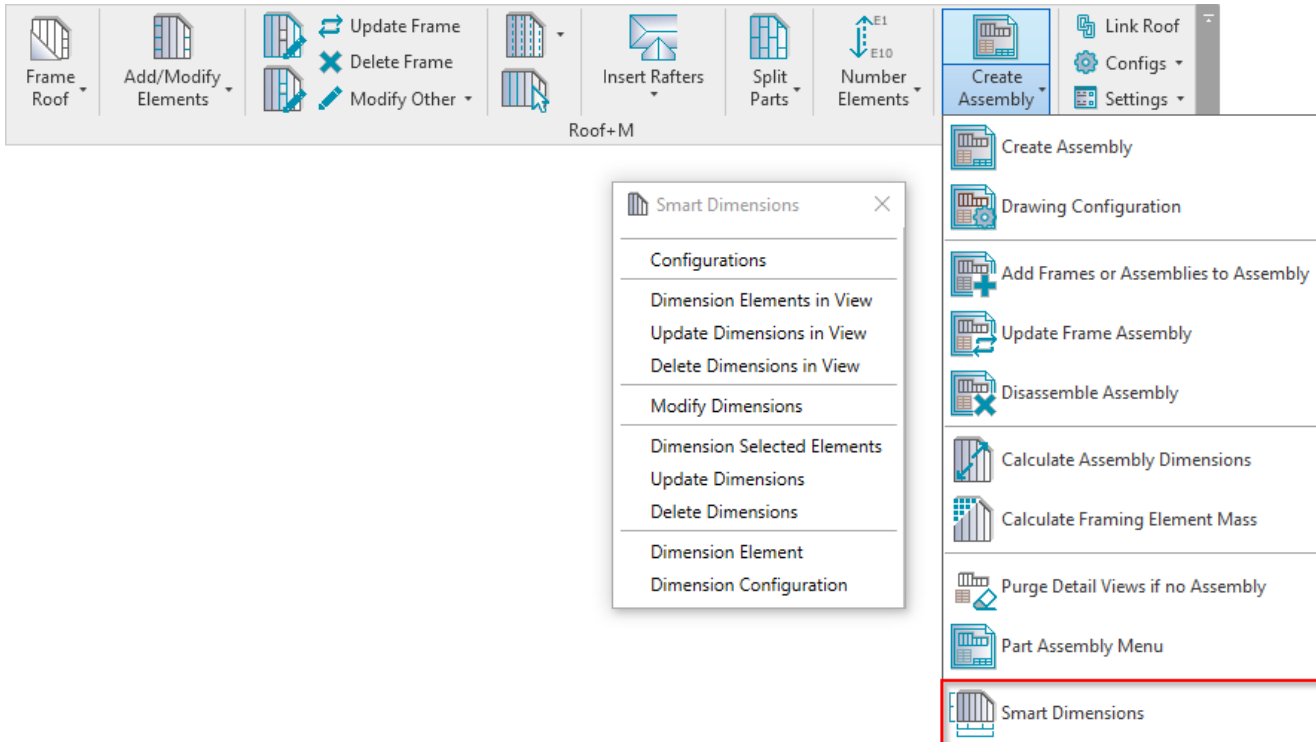 Frame
Roof
Add/Modify
Elements
Update Frame
Delete Frame
Modify Other
Insert Rafters
Split
Parts
E1
E10
Number
Elements
Create
Assembly
Link Roof
Configs
Settings
Roof+M
Smart Dimensions
Configurations
Dimension Elements in View
Update Dimensions in View
Delete Dimensions in View
Modify Dimensions
Dimension Selected Elements
Update Dimensions
Delete Dimensions
Dimension Element
Dimension Configuration
Create Assembly
Drawing Configuration
Add Frames or Assemblies to Assembly
Update Frame Assembly
Disassemble Assembly
Calculate Assembly Dimensions
Calculate Framing Element Mass
Purge Detail Views if no Assembly
Part Assembly Menu
Smart Dimensions